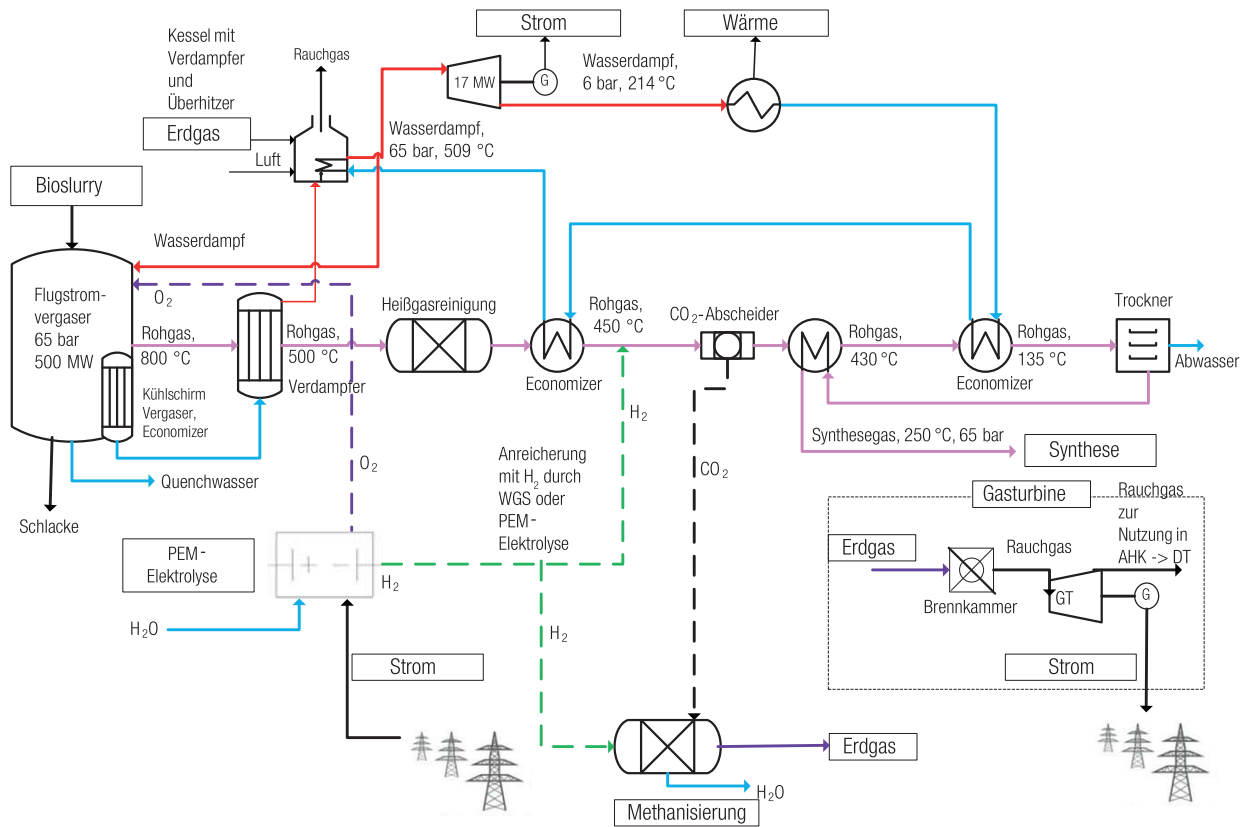 Strom
Wärme
Kessel mit
Verdampfer
und
Überhitzer
Rauchgas
17 MW
G
Wasserdampf,
6 bar, 214 °C
Erdgas
Luft
Wasserdampf,
65 bar, 509 °C
Bioslurry
Wasserdampf
O2
Flugstrom-
vergaser
65 bar
500 MW
Rohgas,
800 °C
Rohgas,
500 °C
Verdampfer
Heißgasreinigung
Economizer
Rohgas,
450 °C
CO2-Abscheider
Rohgas,
430 °C
Economizer
Rohgas,
135 °C
Trockner
Abwasser
Kühlschirm
Vergaser,
Economizer
Quenchwasser
Schlacke
O2
H2
Anreicherung
mit H2 durch
WGS oder
PEM-
Elektrolyse
CO2
Synthesegas, 250 °C, 65 bar
Synthese
PEM-
Elektrolyse
H2
H2O
Strom
H2
Gasturbine
Rauchgas
zur
Nutzung in
AHK -> DT
Erdgas
Rauchgas
Brennkammer
GT
G
Strom
Erdgas
H2O
Methanisierung